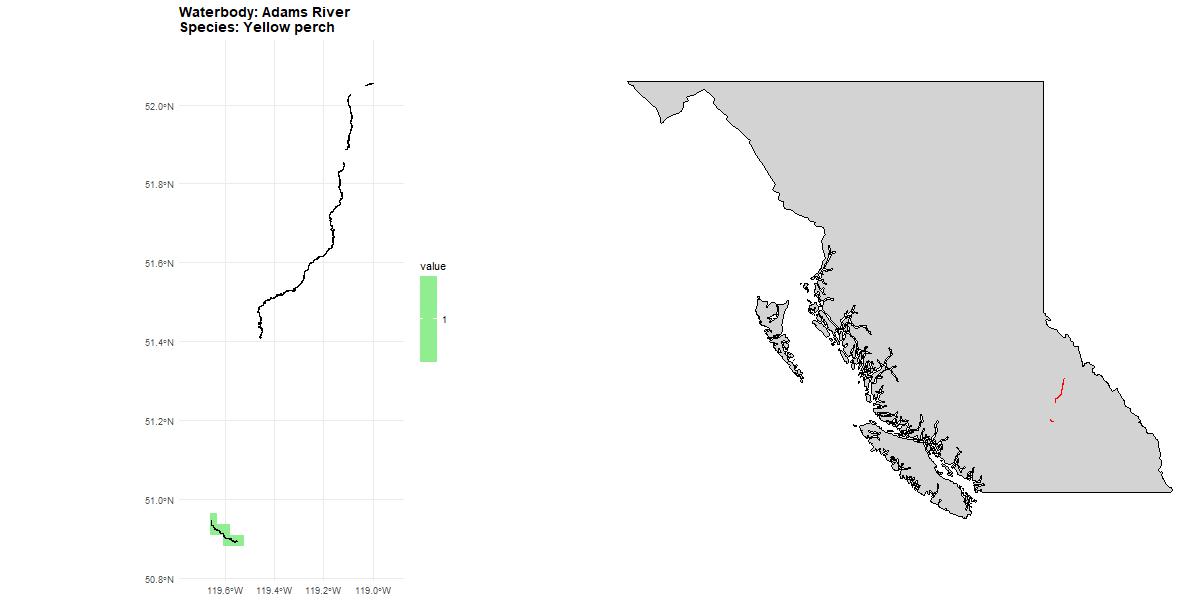 Waterbody: Adams River
Species: Yellow perch
52.0°N
51.8°N
51.6°N
51.4°N
51.2°N
51.0°N
50.8°N
119.6°W
119.4°W
119.2°W
119.0°W
value
1